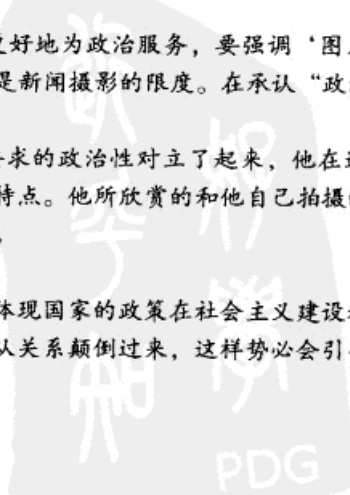 好地为政治服务，要强调‘图
是新闻摄影的限度。在承认“政
求的政治性对立了起来，他在
特点。他所欣赏的和他自己拍摄
体现国家的政策在社会主义建设
从关系颠倒过来，这样势必会引
PDG